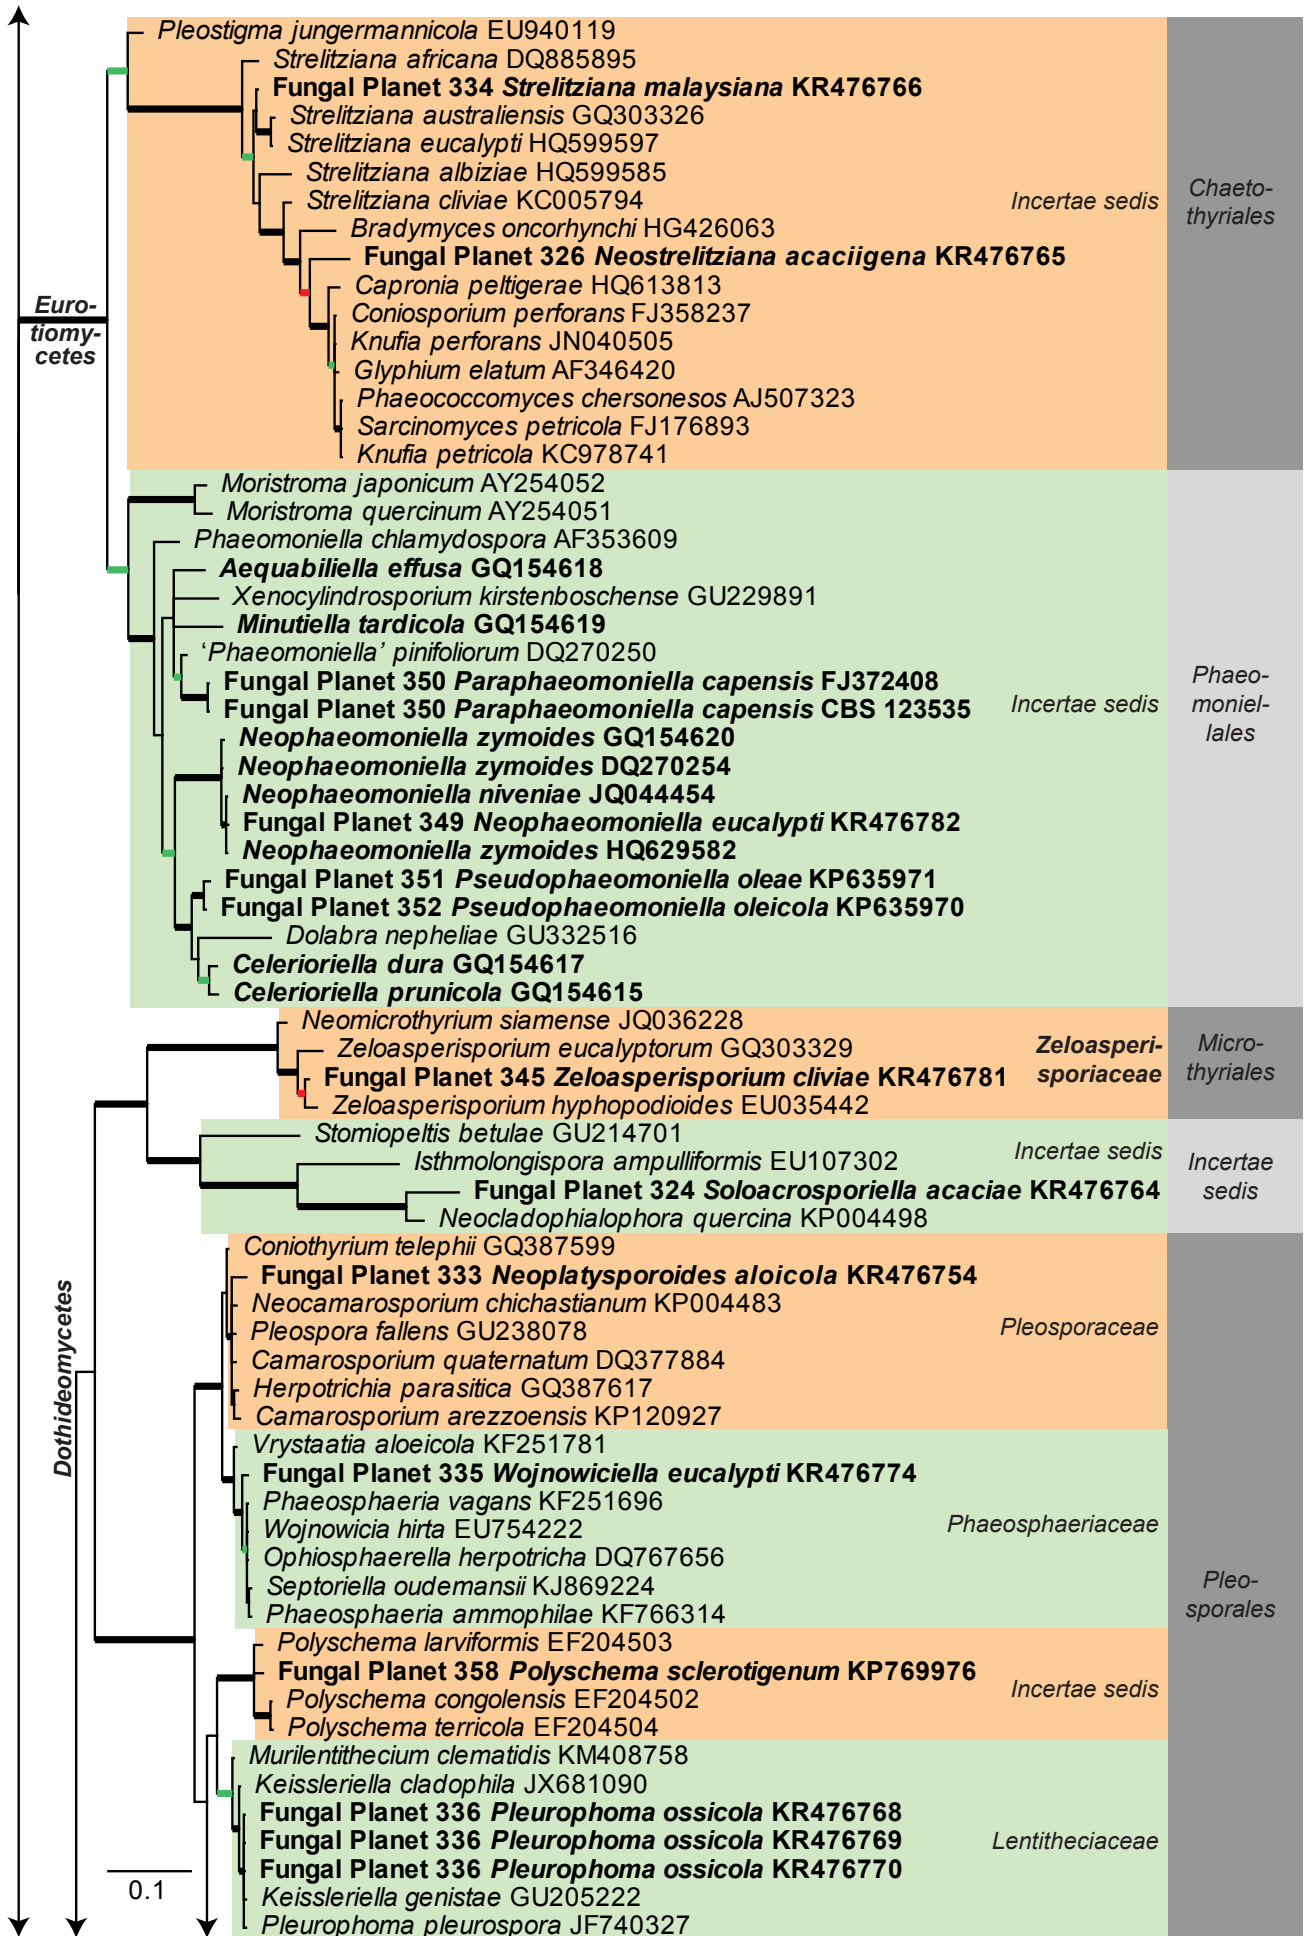 Pleostigma jungermannicola EU940119
Strelitziana africana DQ885895
Fungal Planet 334 Strelitziana malaysiana KR476766
Strelitziana australiensis GQ303326
Strelitziana eucalypti HQ599597
Strelitziana albiziae HQ599585
Strelitziana cliviae KC005794
Bradymyces oncorhynchi HG426063
Fungal Planet 326 Neostrelitziana acaciigena KR476765
Capronia peltigerae HQ613813
Coniosporium perforans FJ358237
Knufia perforans JN040505
Glyphium elatum AF346420
Phaeococcomyces chersonesos AJ507323
Sarcinomyces petricola FJ176893
Knufia petricola KC978741
Incertae sedis
Chaeto-
thyriales
Euro-
tiomy-
cetes
Moristroma japonicum AY254052
Moristroma quercinum AY254051
Phaeomoniella chlamydospora AF353609
Aequabiliella effusa GQ154618
Xenocylindrosporium kirstenboschense GU229891
Minutiella tardicola GQ154619
‘Phaeomoniella’ pinifoliorum DQ270250
Fungal Planet 350 Paraphaeomoniella capensis FJ372408
Fungal Planet 350 Paraphaeomoniella capensis CBS 123535
Neophaeomoniella zymoides GQ154620
Neophaeomoniella zymoides DQ270254
Neophaeomoniella niveniae JQ044454
Fungal Planet 349 Neophaeomoniella eucalypti KR476782
Neophaeomoniella zymoides HQ629582
Fungal Planet 351 Pseudophaeomoniella oleae KP635971
Fungal Planet 352 Pseudophaeomoniella oleicola KP635970
Dolabra nepheliae GU332516
Celerioriella dura GQ154617
Celerioriella prunicola GQ154615
Incertae sedis
Phaeo-
moniel-
lales
Neomicrothyrium siamense JQ036228
Zeloasperisporium eucalyptorum GQ303329
Fungal Planet 345 Zeloasperisporium cliviae KR476781
Zeloasperisporium hyphopodioides EU035442
Zeloasperi-
sporiaceae
Micro-
thyriales
Stomiopeltis betulae GU214701
Isthmolongispora ampulliformis EU107302
Fungal Planet 324 Soloacrosporiella acaciae KR476764
Neocladophialophora quercina KP004498
Incertae sedis
Incertae
sedis
Coniothyrium telephii GQ387599
Fungal Planet 333 Neoplatysporoides aloicola KR476754
Neocamarosporium chichastianum KP004483
Pleospora fallens GU238078
Camarosporium quaternatum DQ377884
Herpotrichia parasitica GQ387617
Camarosporium arezzoensis KP120927
Pleosporaceae
Dothideomycetes
Vrystaatia aloeicola KF251781
Fungal Planet 335 Wojnowiciella eucalypti KR476774
Phaeosphaeria vagans KF251696
Wojnowicia hirta EU754222
Ophiosphaerella herpotricha DQ767656
Septoriella oudemansii KJ869224
Phaeosphaeria ammophilae KF766314
Phaeosphaeriaceae
Pleo-
sporales
Polyschema larviformis EF204503
Fungal Planet 358 Polyschema sclerotigenum KP769976
Polyschema congolensis EF204502
Polyschema terricola EF204504
Incertae sedis
Murilentithecium clematidis KM408758
Keissleriella cladophila JX681090
Fungal Planet 336 Pleurophoma ossicola KR476768
Fungal Planet 336 Pleurophoma ossicola KR476769
Fungal Planet 336 Pleurophoma ossicola KR476770
Keissleriella genistae GU205222
Pleurophoma pleurospora JF740327
Lentitheciaceae
0.1